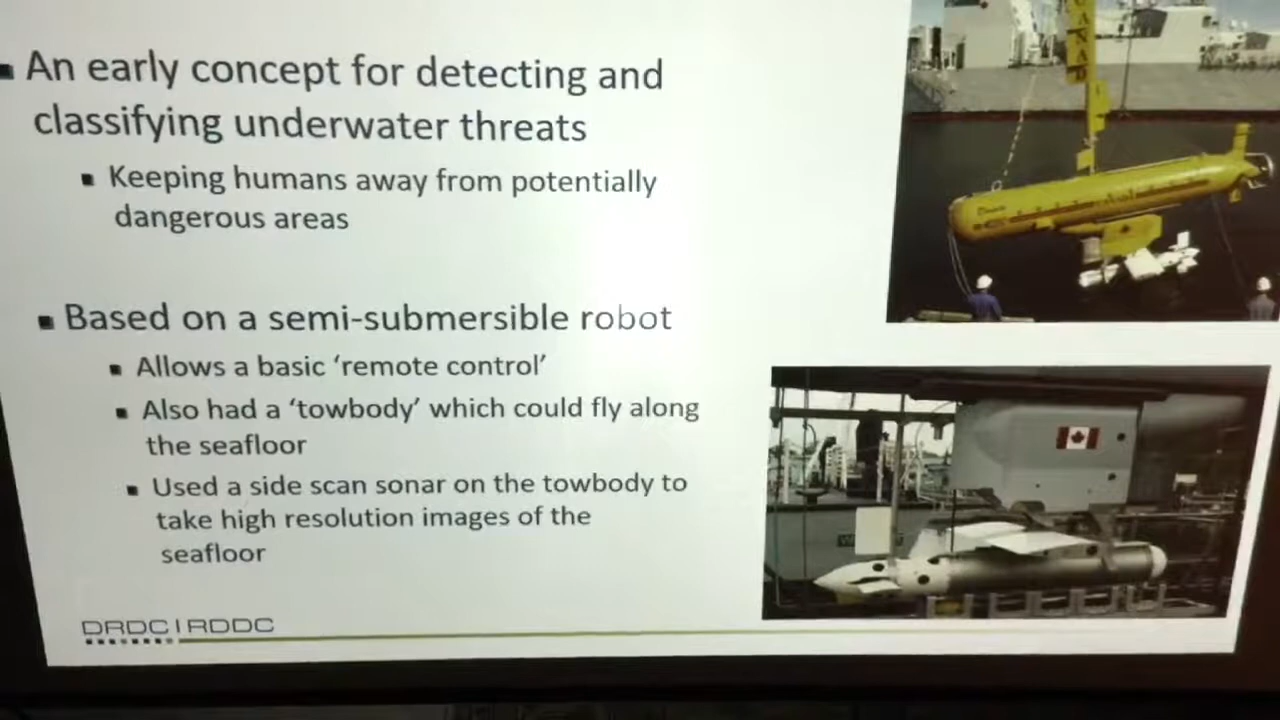 An early concept for detecting and
classifying underwater threats
Keeping humans away from potentially
dangerous areas
Based on a semi-submersible robot
Allows a basic ‘remote control’
Also had a ‘towbody’ which could fly along
the seafloor
Used a side scan sonar on the towbody to
take high resolution images of the
seafloor
DRDC | RDDC
CANADA